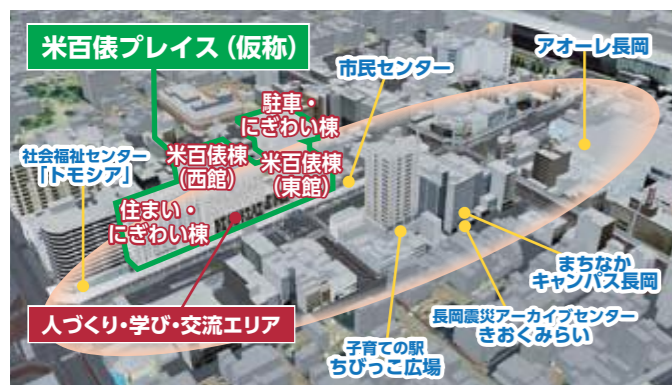 米百俵プレイス（仮称）
アオーレ長岡
市民センター
駐車・
にぎわい棟
社会福祉センター
「トモシア」
米百俵棟
（西館）
米百俵棟
（東館）
住まい・
にぎわい棟
まちなか
キャンパス長岡
人づくり・学び・交流エリア
長岡震災アーカイブセンター
きおくみらい
子育ての駅
ちびっこ広場